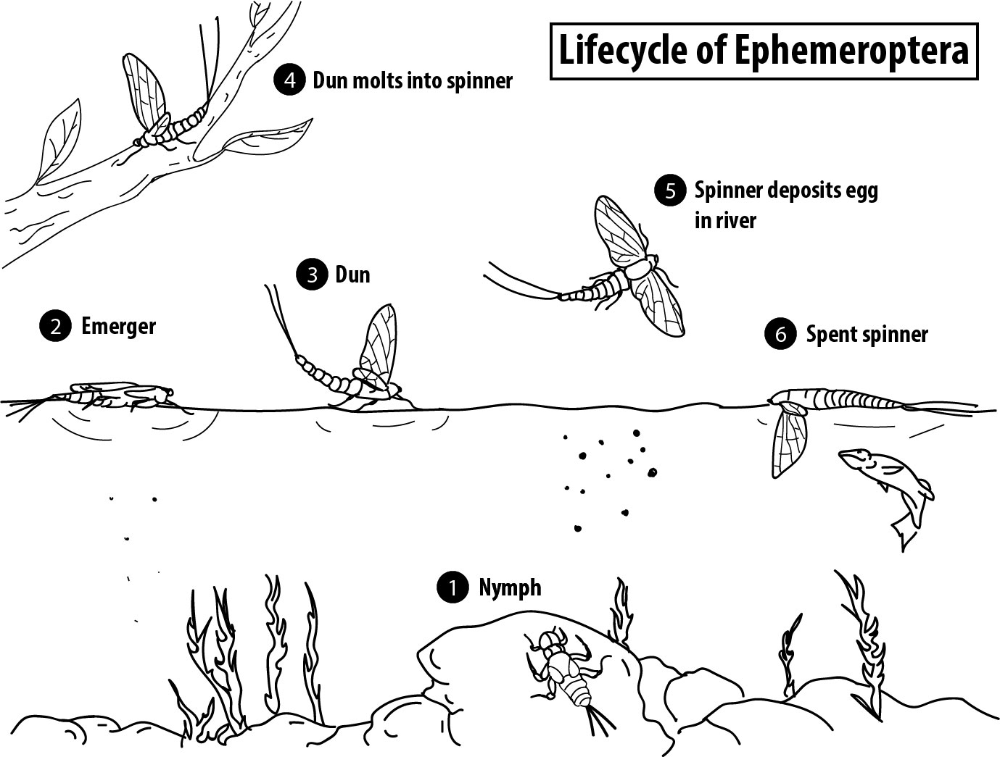 Lifecycle of Ephemeroptera
4 Dun molts into spinner
5 Spinner deposits egg
in river
3 Dun
2 Emerger
6 Spent spinner
1 Nymph